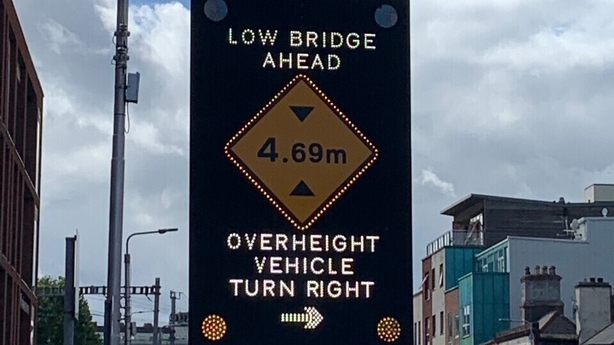 LOW BRIDGE
AHEAD
4.69m
OVERHEIGHT
VEHICLE
TURN RIGHT